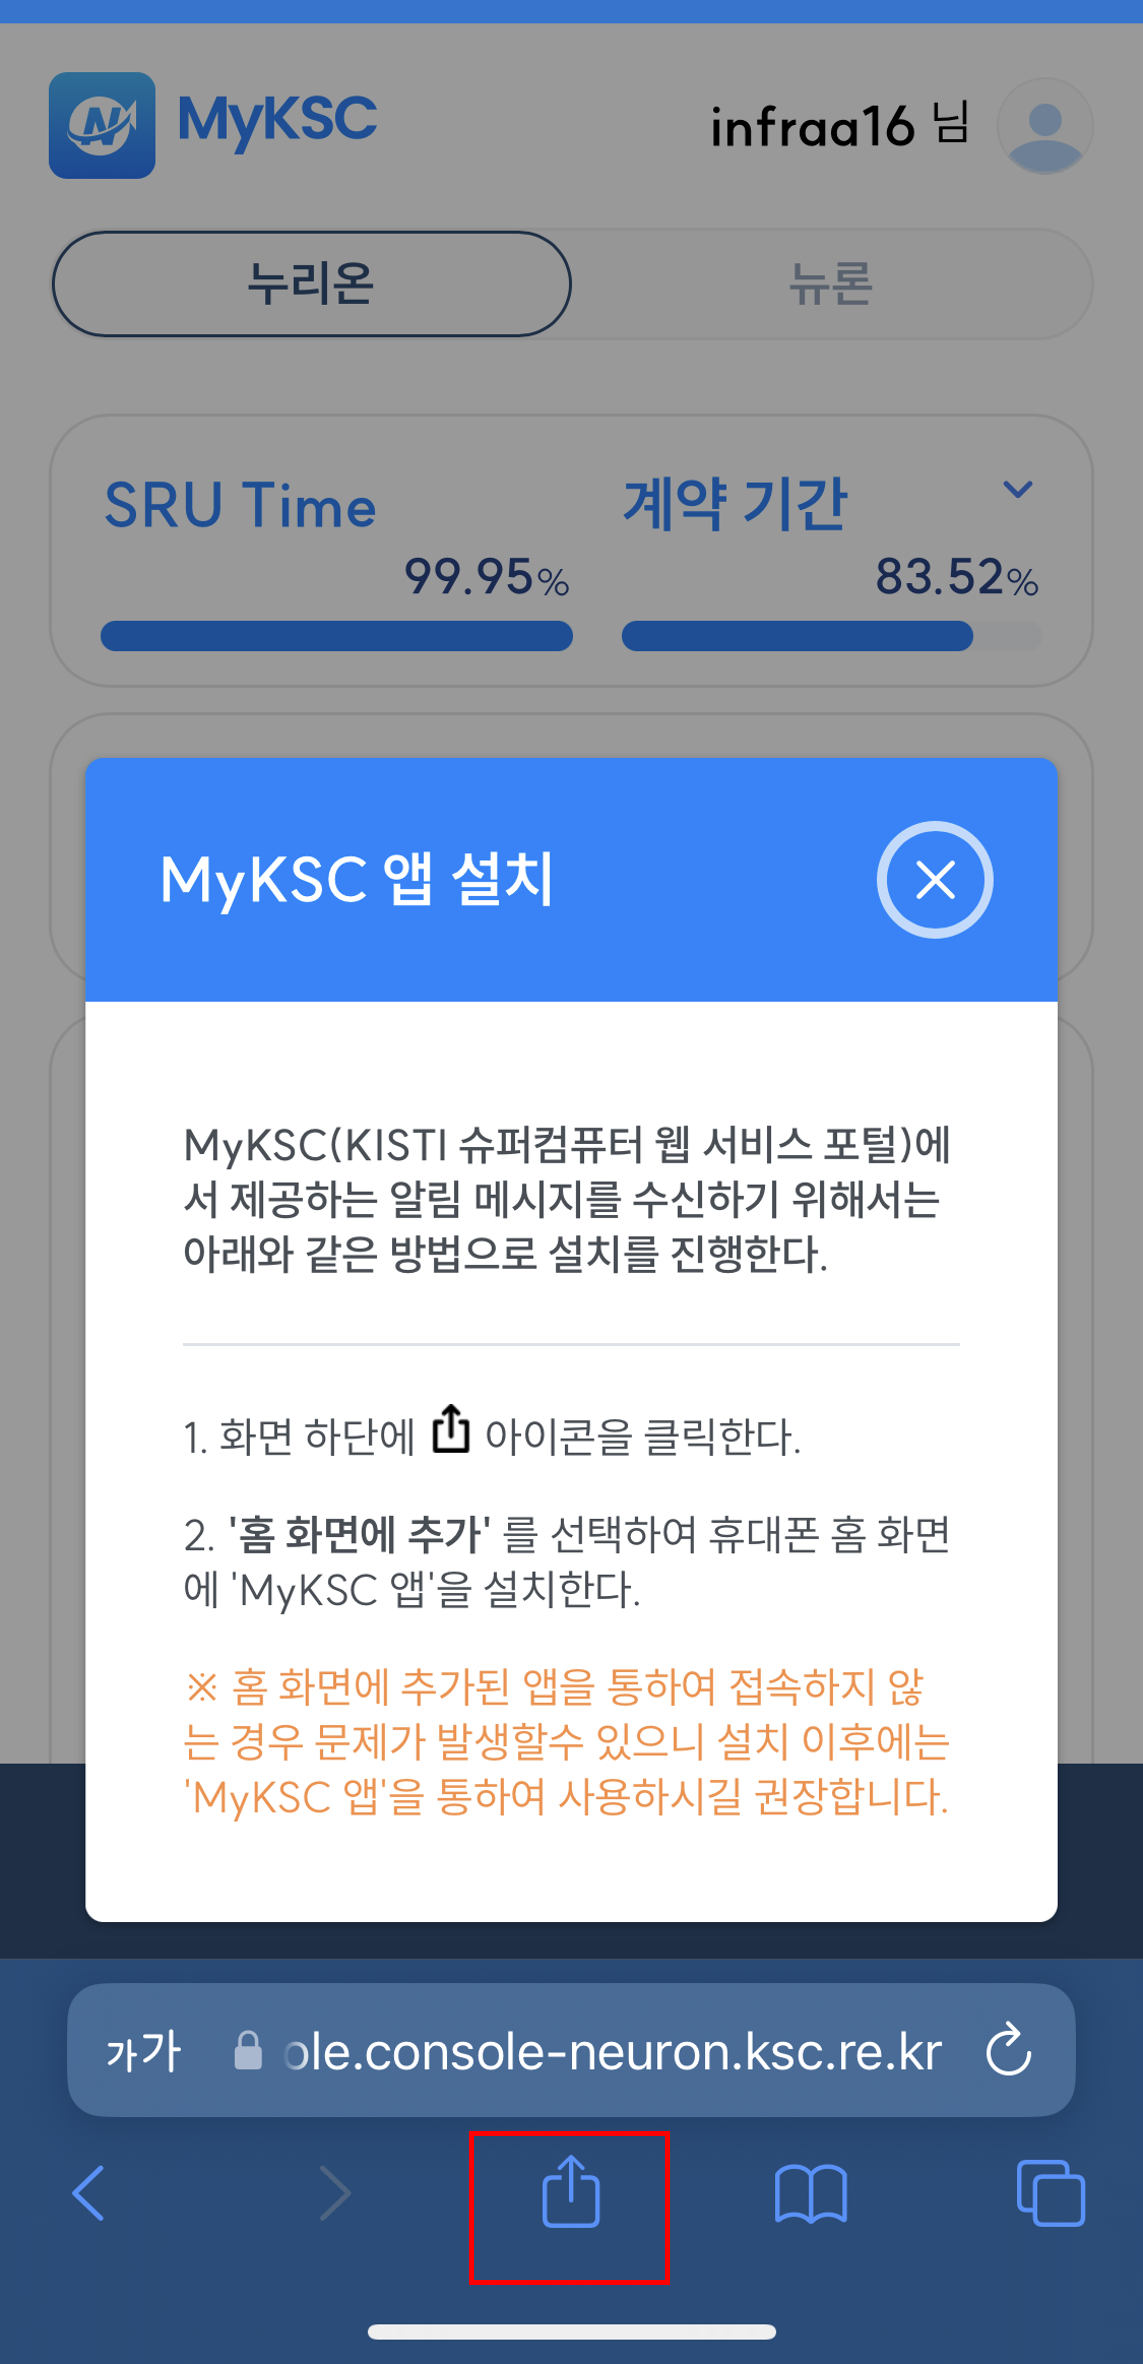 MyKSC
infraa16 님
누리온
뉴론
SRU Time
계약 기간
99.95%
83.52%
MyKSC 앱 설치
MyKSC(KISTI 슈퍼컴퓨터 웹 서비스 포털)에
서 제공하는 알림 메시지를 수신하기 위해서는
아래와 같은 방법으로 설치를 진행한다.
1. 화면 하단에 아이콘을 클릭한다.
2. '홈 화면에 추가' 를 선택하여 휴대폰 홈 화면
에 'MyKSC 앱'을 설치한다.
※ 홈 화면에 추가된 앱을 통하여 접속하지 않
는 경우 문제가 발생할수 있으니 설치 이후에는
'MyKSC 앱'을 통하여 사용하시길 권장합니다.
가가
ole.console-neuron.ksc.re.kr